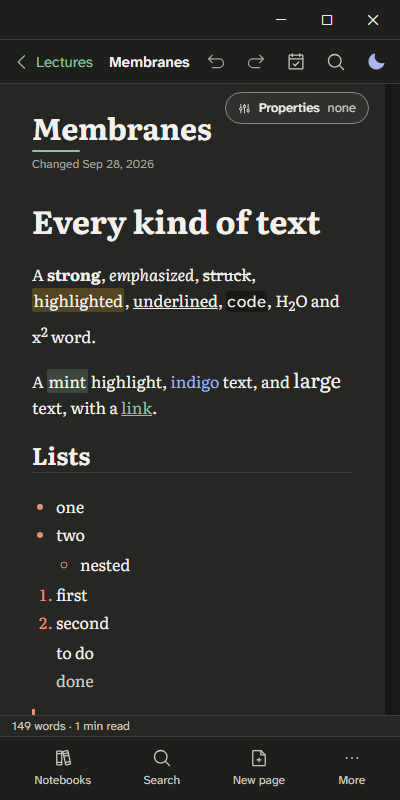 Lectures Membranes
Properties none
Membranes
Changed Sep 28, 2026
Every kind of text
A strong, emphasized, struck,
highlighted, underlined, code, H₂O and
x² word.
A mint highlight, indigo text, and large
text, with a link.
Lists
• one
• two
◦ nested
1. first
2. second
to do
done
149 words · 1 min read
Notebooks Search New page More